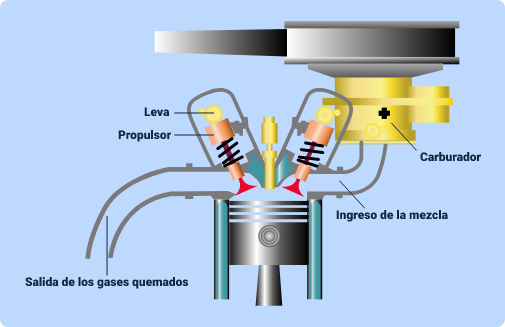 Leva
Propulsor
Carburador
Ingreso de la mezcla
Salida de los gases quemados